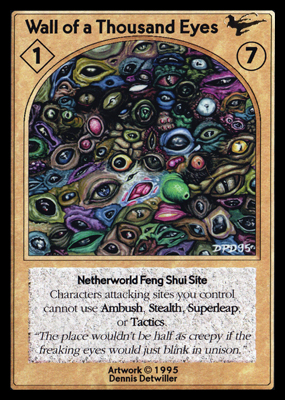 Wall of a Thousand Eyes
1
7
DPD95
Netherworld Feng Shui Site
Characters attacking sites you control
cannot use Ambush, Stealth, Superleap,
or Tactics.
"The place wouldn't be half as creepy if the
freaking eyes would just blink in unison."
Artwork © 1995
Dennis Detwiller